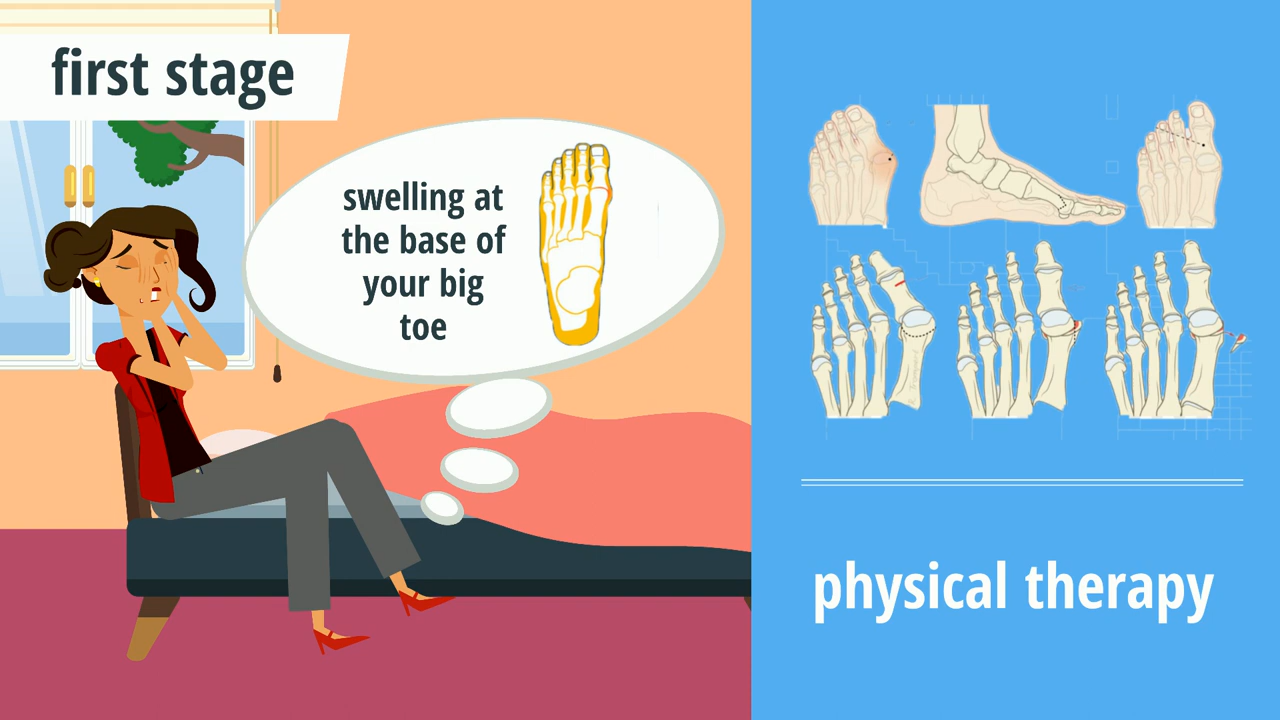 first stage
swelling at
the base of
your big
toe
physical therapy